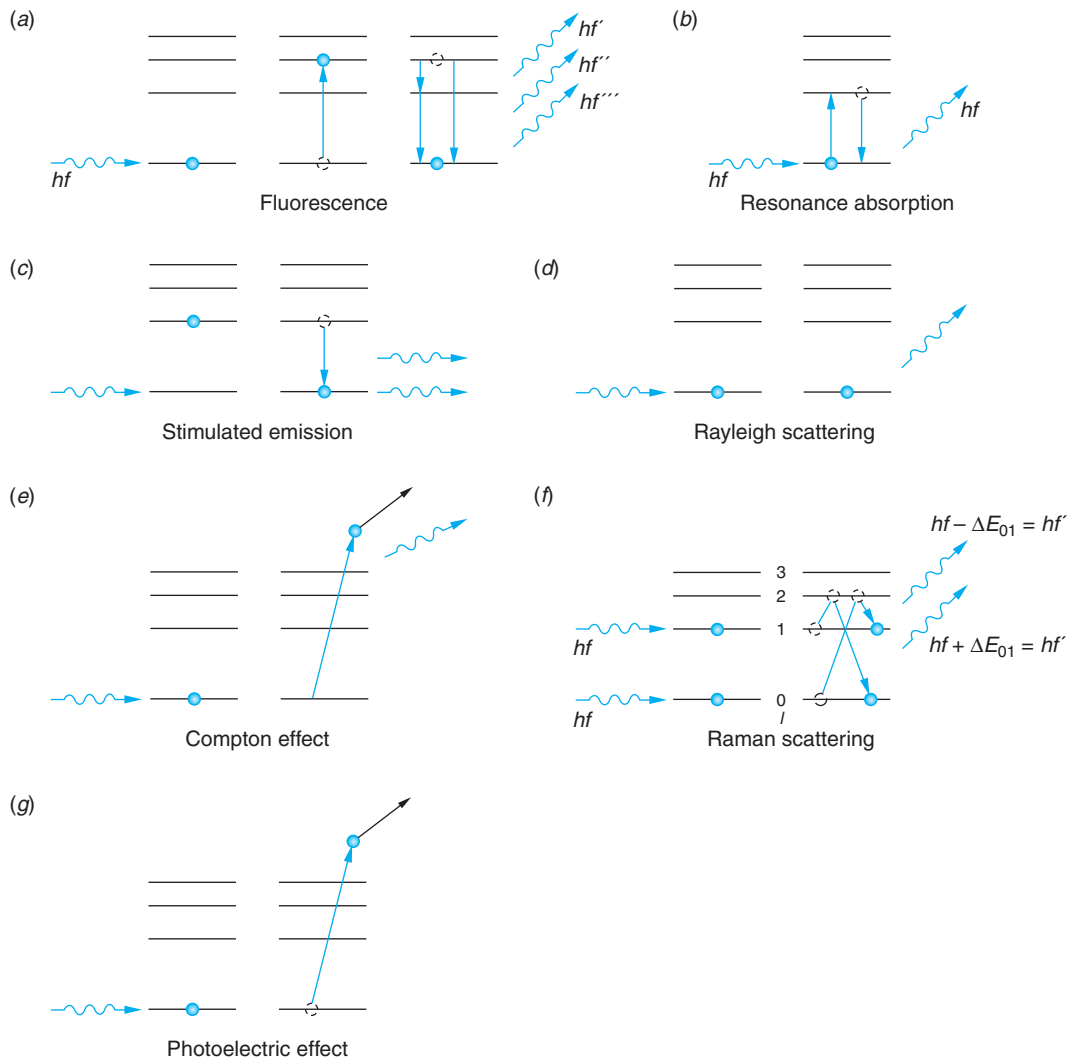 (a)
hf′
hf′′
hf′′′
hf
Fluorescence
(b)
hf
hf
Resonance absorption
(c)
Stimulated emission
(d)
Rayleigh scattering
(e)
Compton effect
(f)
hf − ΔE₀₁ = hf′
3
2
1
hf
hf + ΔE₀₁ = hf′
0
hf
l
Raman scattering
(g)
Photoelectric effect